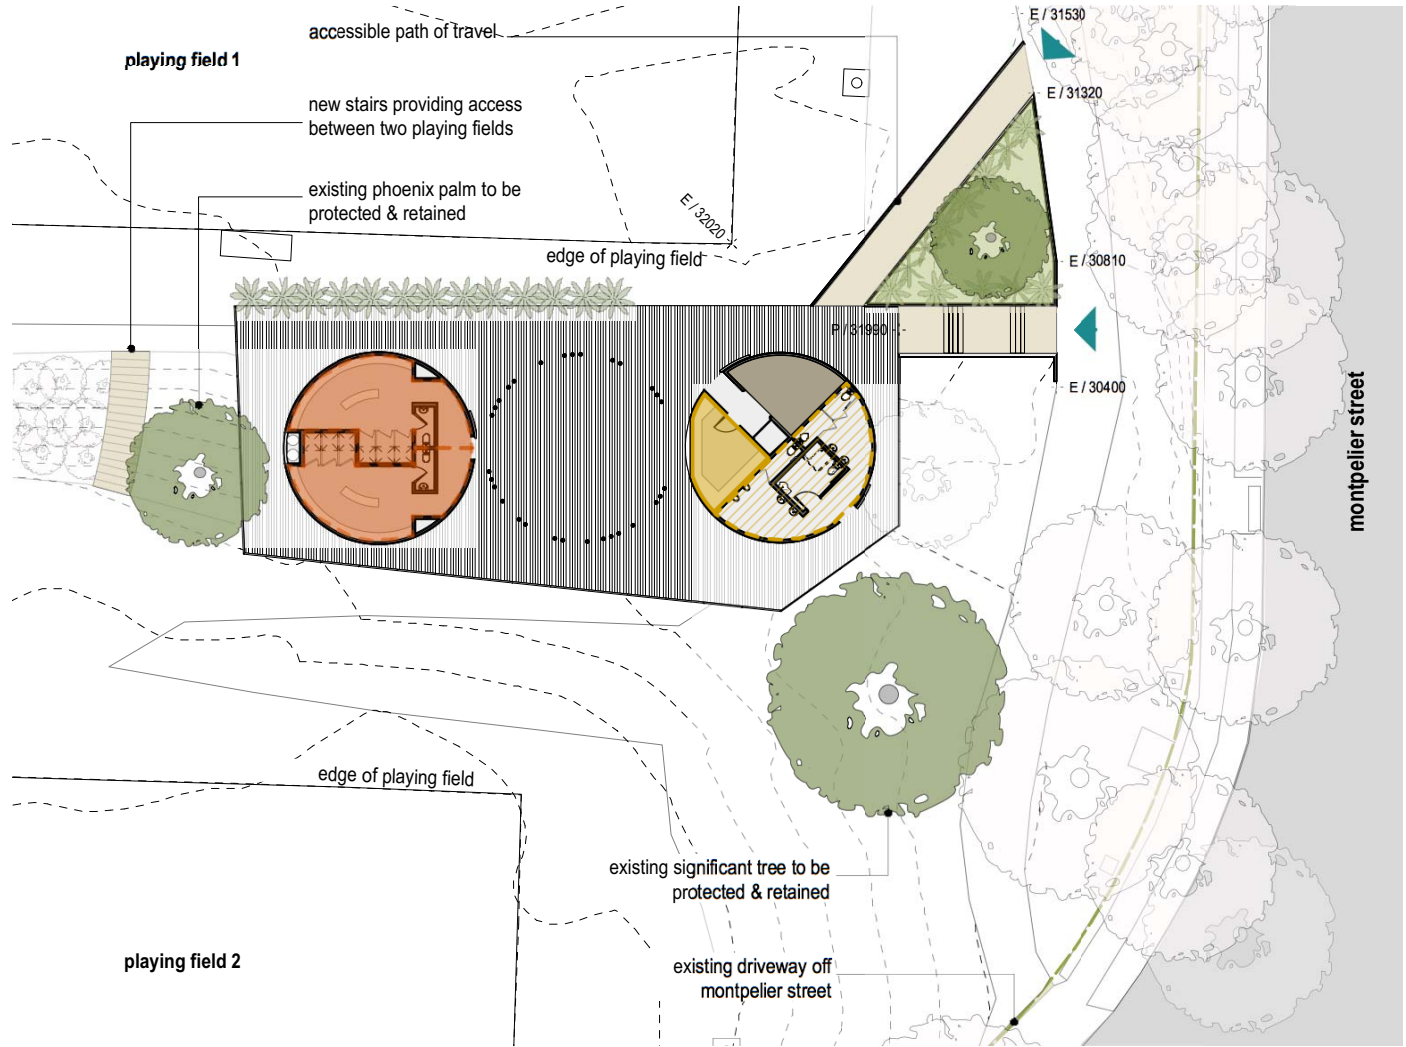 E / 31530
accessible path of travel
playing field 1
E / 31320
new stairs providing access
between two playing fields
existing phoenix palm to be
protected & retained
E / 32020
edge of playing field
E / 30810
P / 31990
E / 30400
montpelier street
edge of playing field
existing significant tree to be
protected & retained
playing field 2
existing driveway off
montpelier street